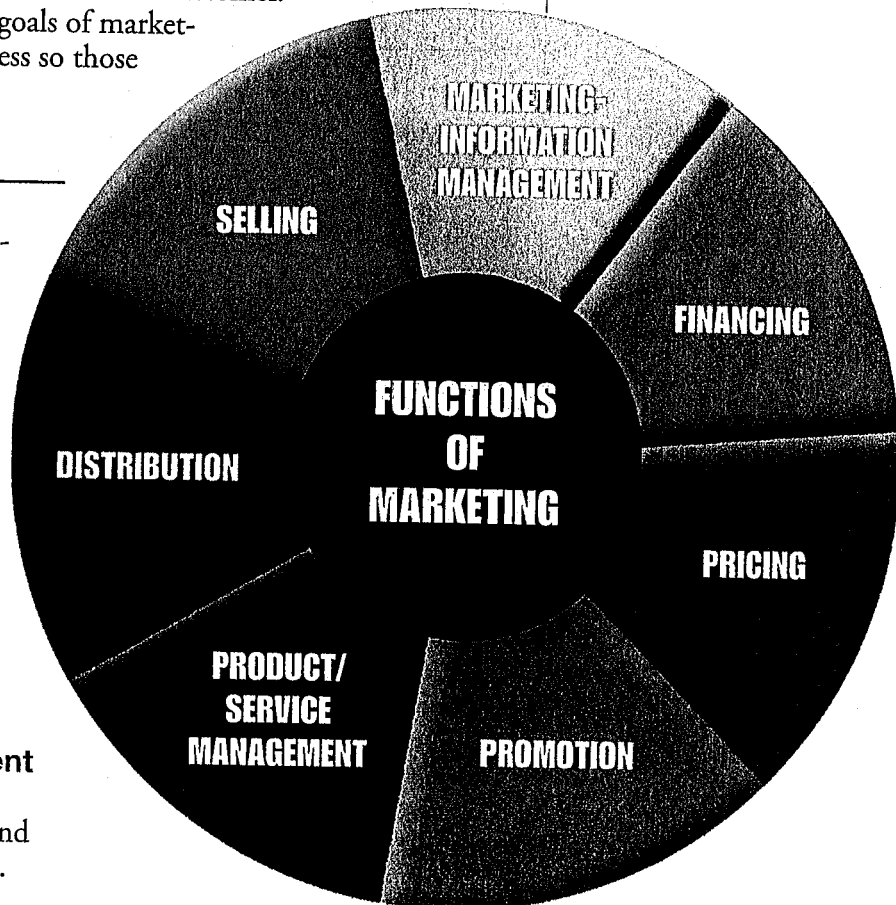 goals of market-
ess so those
MARKETING-
INFORMATION
MANAGEMENT
SELLING
FINANCING
FUNCTIONS
OF
MARKETING
DISTRIBUTION
PRICING
PRODUCT/
SERVICE
MANAGEMENT
PROMOTION
ent
nd
.